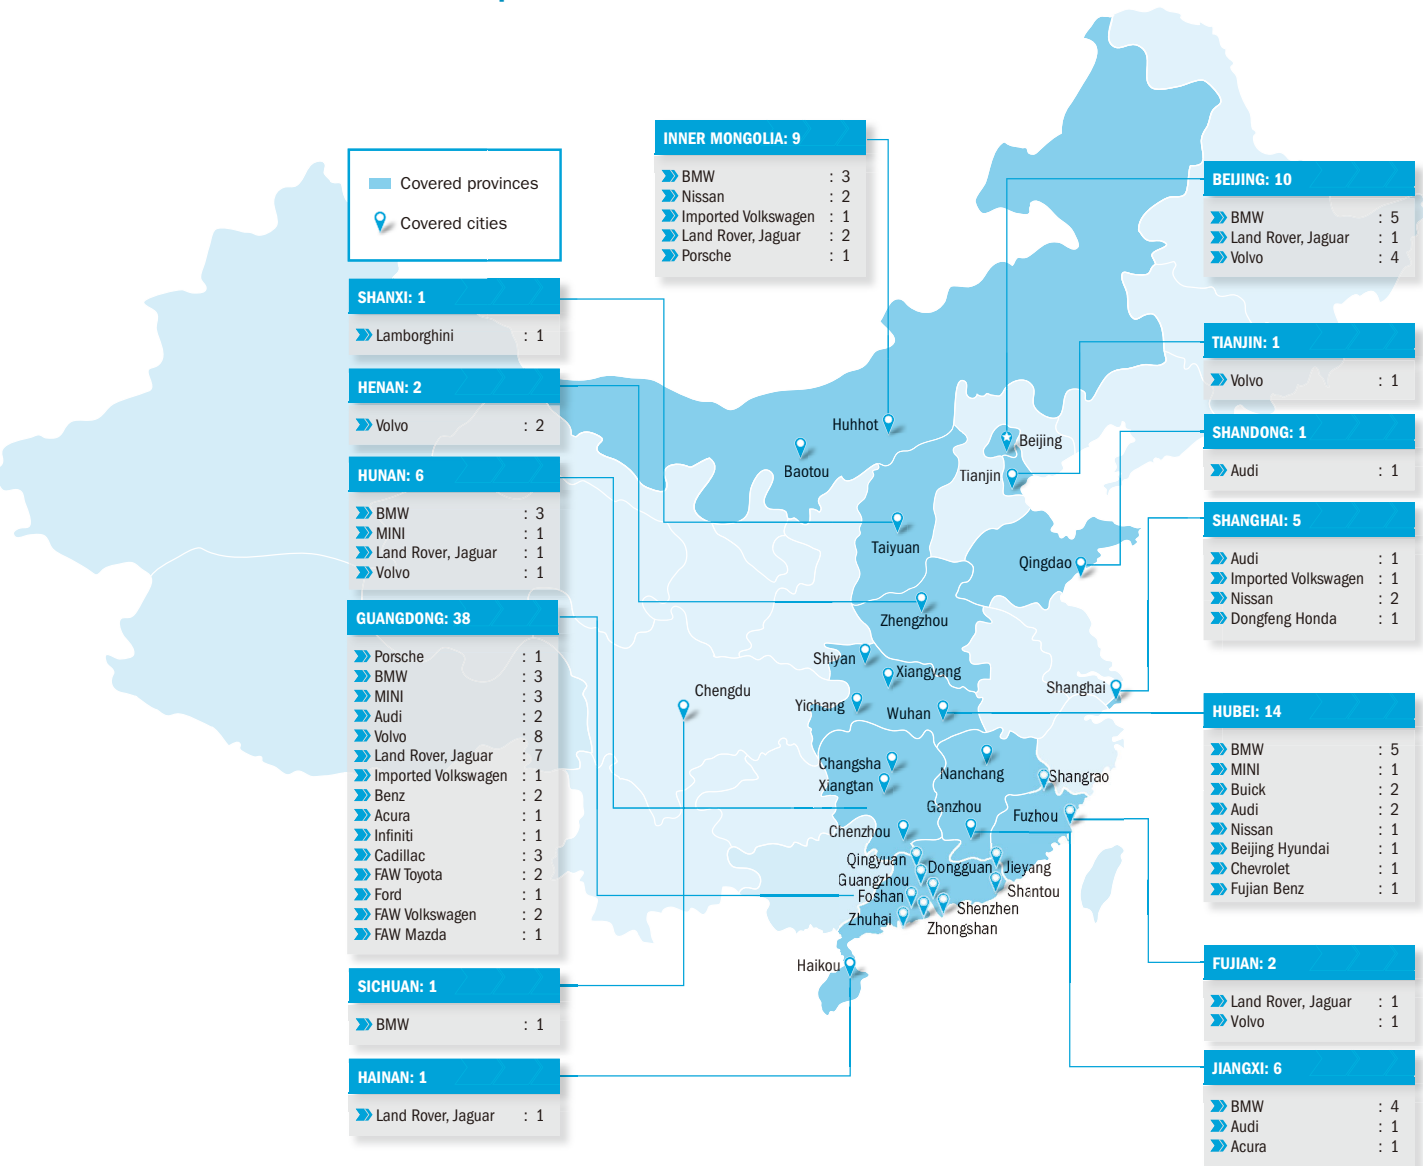 Covered provinces
Covered cities
INNER MONGOLIA: 9
BMW : 3
Nissan : 2
Imported Volkswagen : 1
Land Rover, Jaguar : 2
Porsche : 1
SHANXI: 1
Lamborghini : 1
HENAN: 2
Volvo : 2
HUNAN: 6
BMW : 3
MINI : 1
Land Rover, Jaguar : 1
Volvo : 1
GUANGDONG: 38
Porsche : 1
BMW : 3
MINI : 3
Audi : 2
Volvo : 8
Land Rover, Jaguar : 7
Imported Volkswagen : 1
Benz : 2
Acura : 1
Infiniti : 1
Cadillac : 3
FAW Toyota : 2
Ford : 1
FAW Volkswagen : 2
FAW Mazda : 1
SICHUAN: 1
BMW : 1
HAINAN: 1
Land Rover, Jaguar : 1
Huhhot
Baotou
Beijing
Tianjin
Taiyuan
Qingdao
Zhengzhou
Shiyan
Xiangyang
Chengdu
Yichang
Wuhan
Shanghai
Changsha
Nanchang
Shangrao
Xiangtan
Ganzhou
Fuzhou
Chenzhou
Qingyuan
Dongguan
Jieyang
Guangzhou
Shantou
Foshan
Shenzhen
Zhuhai
Zhongshan
Haikou
BEIJING: 10
BMW : 5
Land Rover, Jaguar : 1
Volvo : 4
TIANJIN: 1
Volvo : 1
SHANDONG: 1
Audi : 1
SHANGHAI: 5
Audi : 1
Imported Volkswagen : 1
Nissan : 2
Dongfeng Honda : 1
HUBEI: 14
BMW : 5
MINI : 1
Buick : 2
Audi : 2
Nissan : 1
Beijing Hyundai : 1
Chevrolet : 1
Fujian Benz : 1
FUJIAN: 2
Land Rover, Jaguar : 1
Volvo : 1
JIANGXI: 6
BMW : 4
Audi : 1
Acura : 1